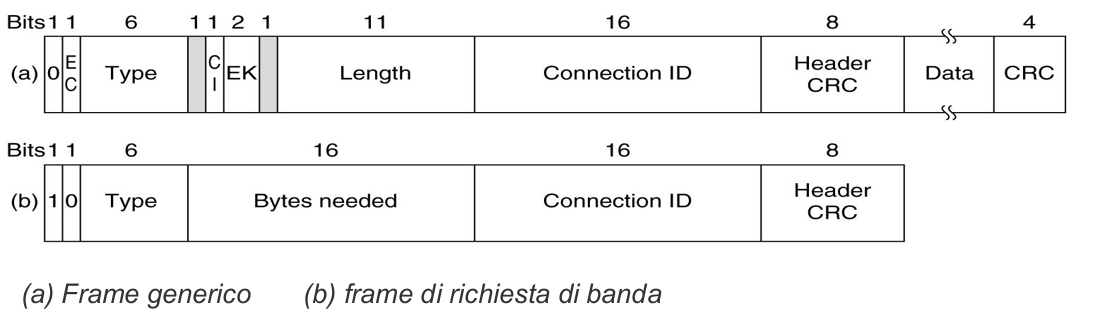 Bits 1 1 6 1 1 2 1 11 16 8 4
(a) 0 EC Type CI EK Length Connection ID Header CRC Data CRC
Bits 1 1 6 16 16 8
(b) 1 0 Type Bytes needed Connection ID Header CRC
(a) Frame generico (b) frame di richiesta di banda